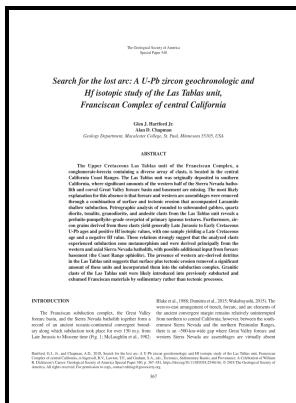 The Geological Society of America
Special Paper 540
Search for the lost arc: A U-Pb zircon geochronologic and
Hf isotopic study of the Las Tablas unit,
Franciscan Complex of central California
Glen J. Hartford Jr.
Alan D. Chapman
Geology Department, Macalester College, St. Paul, Minnesota 55105, USA
ABSTRACT
The Upper Cretaceous Las Tablas unit of the Franciscan Complex, a
conglomerate-breccia containing a diverse array of clasts, is located in the central
California Coast Ranges. The Las Tablas unit was originally deposited in southern
California, where significant amounts of the western half of the Sierra Nevada batho-
lith and coeval Great Valley forearc basin and basement are missing. The most likely
explanation for this absence is that forearc and western arc assemblages were removed
through a combination of surface and tectonic erosion that accompanied Laramide
shallow subduction. Petrographic analysis of rounded to subrounded gabbro, quartz
diorite, tonalite, granodiorite, and andesite clasts from the Las Tablas unit reveal a
prehnite-pumpellyite-grade overprint of primary igneous textures. Furthermore, zir-
con grains derived from these clasts yield generally Late Jurassic to Early Cretaceous
U-Pb ages and positive Hf isotopic values, with one sample yielding a Late Cretaceous
age and a negative Hf value. These relations strongly suggest that the analyzed clasts
experienced subduction zone metamorphism and were derived principally from the
western and axial Sierra Nevada batholith, with possible additional input from forearc
basement (the Coast Range ophiolite). The presence of western arc–derived detritus
in the Las Tablas unit suggests that surface plus tectonic removed a significant
amount of these units and incorporated them into the subduction complex. Granitic
clasts of the Las Tablas unit were likely introduced into previously subducted and
exhumed Franciscan materials by sedimentary rather than tectonic processes.
INTRODUCTION
The Franciscan subduction complex, the Great Valley
forearc basin, and the Sierra Nevada batholith together form a
record of an ancient oceanic-continental convergent bound-
ary along which subduction took place for over 150 m.y. from
Late Jurassic to Miocene time (Fig. 1; McLaughlin et al., 1982;
Blake et al., 1988; Dumitru et al., 2015; Wakabayashi, 2015). The
west-to-east arrangement of trench, forearc, and arc elements of
the ancient convergent margin remains relatively uninterrupted
from northern to central California; however, between the south-
ernmost Sierra Nevada and the northern Peninsular Ranges,
there is an ~500-km-wide gap where Great Valley forearc and
western Sierra Nevada arc assemblages are virtually absent
367